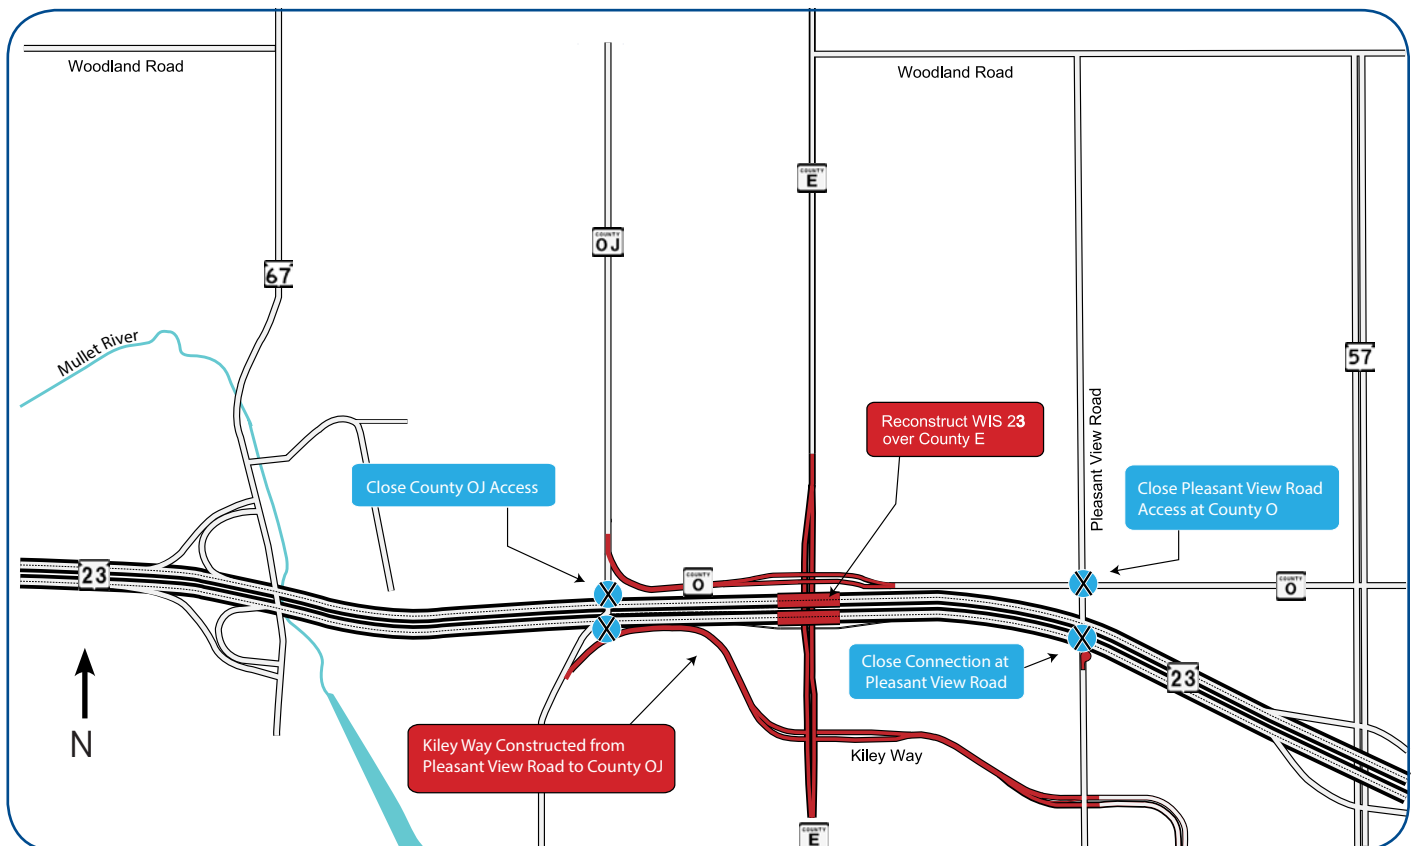 Woodland Road
Woodland Road
COUNTY
E
COUNTY
OJ
67
Mullet River
57
Pleasant View Road
Reconstruct WIS 23
over County E
Close County OJ Access
Close Pleasant View Road
Access at County O
23
COUNTY
O
COUNTY
O
Close Connection at
Pleasant View Road
23
N
Kiley Way Constructed from
Pleasant View Road to County OJ
Kiley Way
COUNTY
E